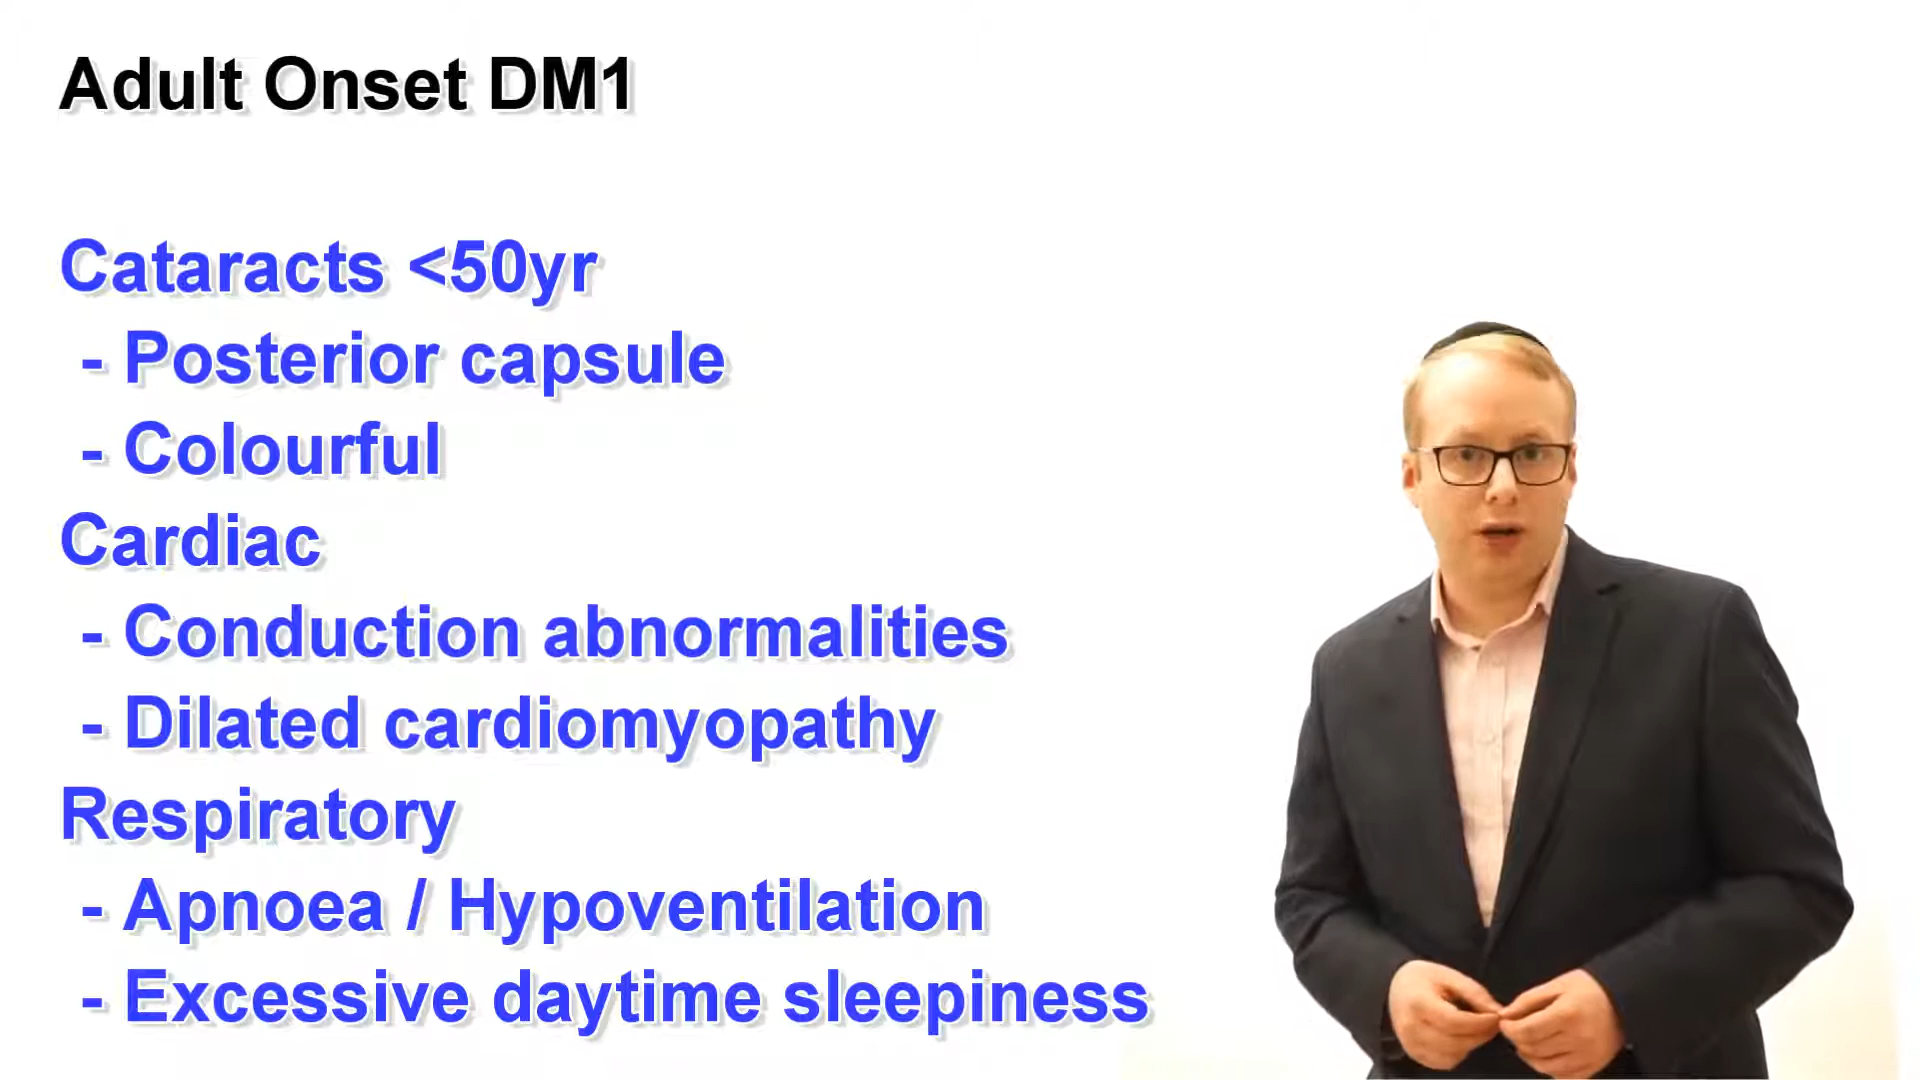 Adult Onset DM1
Cataracts <50yr
- Posterior capsule
- Colourful
Cardiac
- Conduction abnormalities
- Dilated cardiomyopathy
Respiratory
- Apnoea / Hypoventilation
- Excessive daytime sleepiness